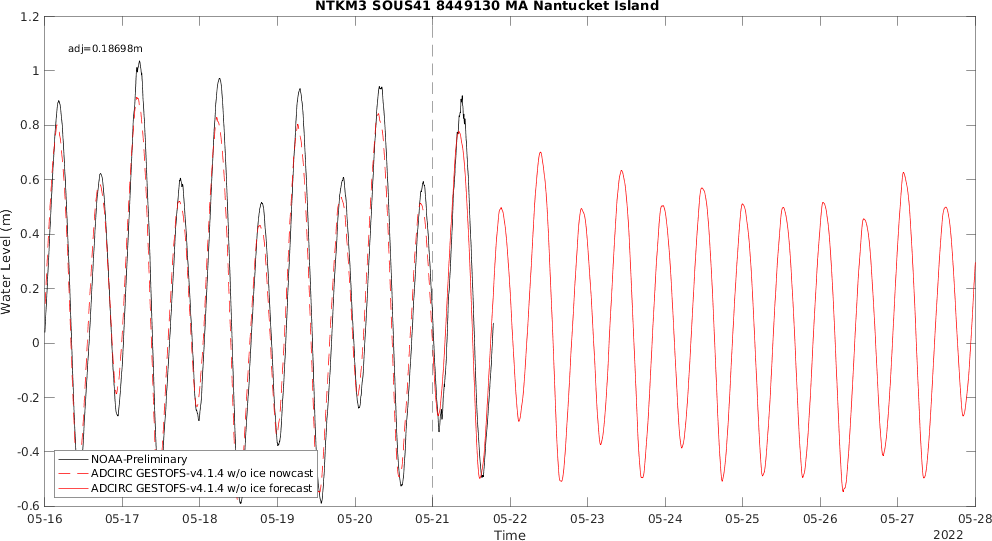 NTKM3 SOUS41 8449130 MA Nantucket Island
adj=0.18698m
Water Level (m)
1.2
1
0.8
0.6
0.4
0.2
0
-0.2
-0.4
-0.6
NOAA-Preliminary
ADCIRC GESTOFS-v4.1.4 w/o ice nowcast
ADCIRC GESTOFS-v4.1.4 w/o ice forecast
05-16 05-17 05-18 05-19 05-20 05-21 05-22 05-23 05-24 05-25 05-26 05-27 05-28
Time
2022